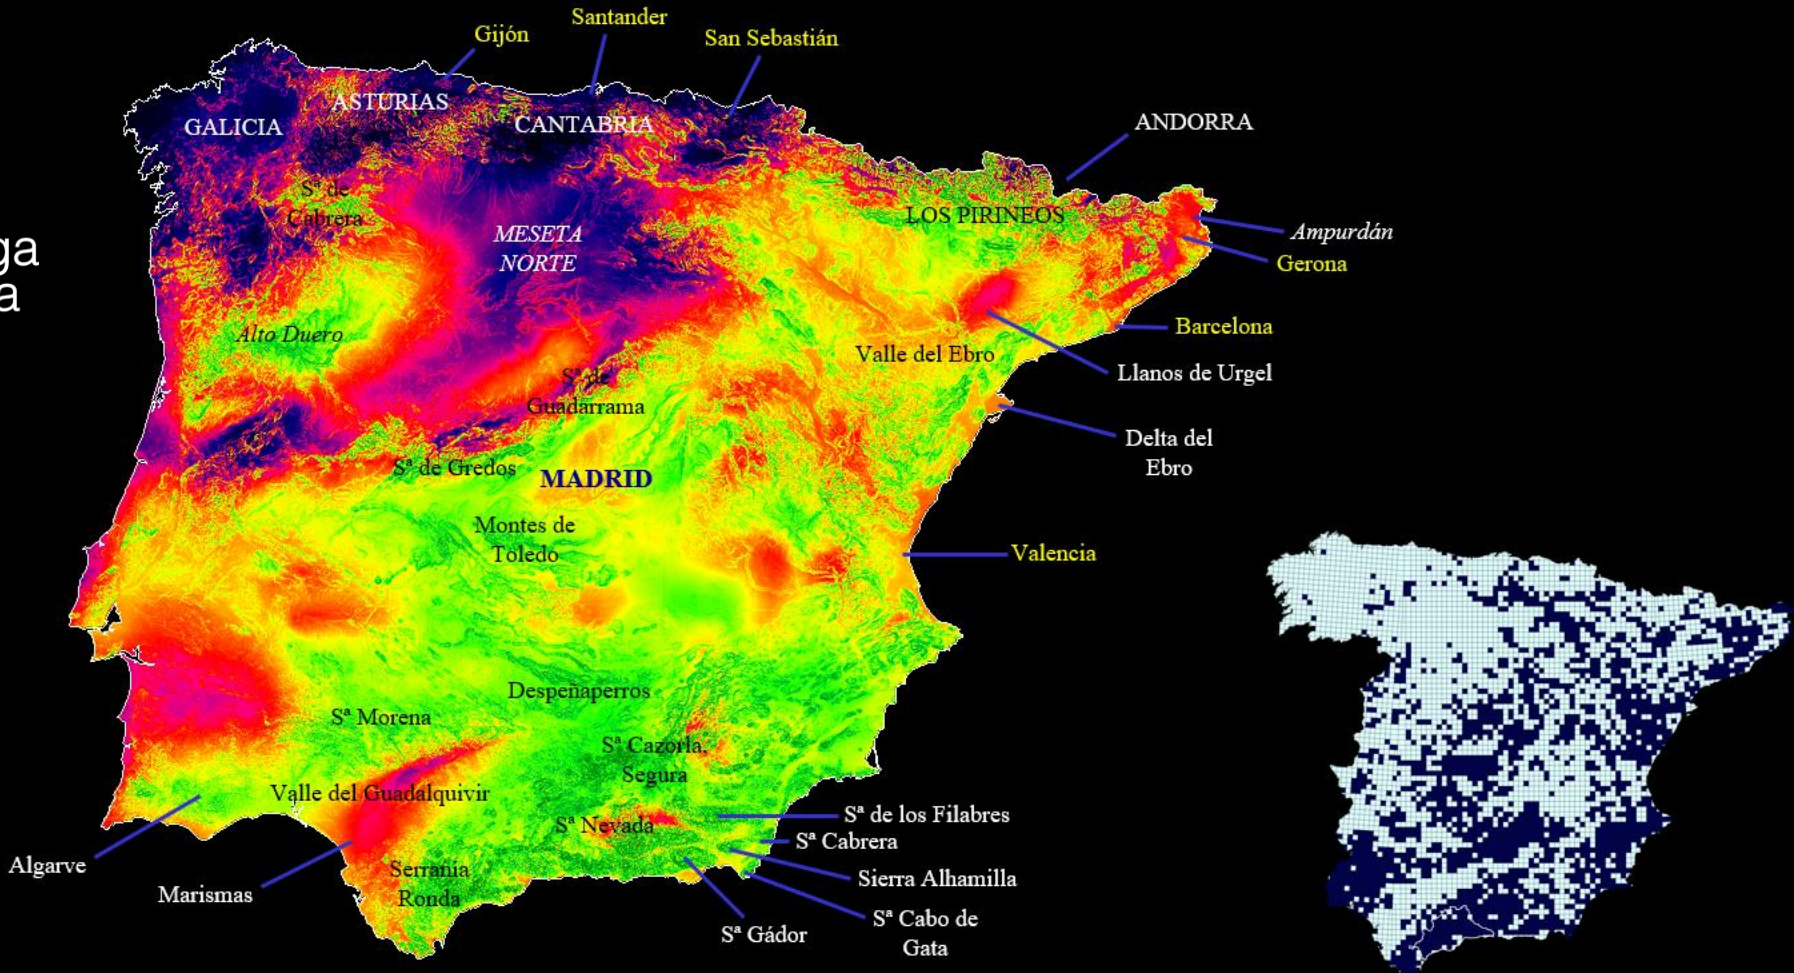 Santander
Gijón
San Sebastián
ASTURIAS
GALICIA
CANTABRIA
ANDORRA
Sª de
Cabrera
LOS PIRINEOS
MESETA
NORTE
Ampurdán
ga
a
Gerona
Alto Duero
Barcelona
Valle del Ebro
Llanos de Urgel
Sª de
Guadarrama
Delta del
Ebro
Sª de Gredos
MADRID
Montes de
Toledo
Valencia
Despeñaperros
Sª Morena
Sª Cazorla,
Segura
Valle del Guadalquivir
Sª Nevada
Sª de los Filabres
Sª Cabrera
Algarve
Marismas
Serranía
Ronda
Sierra Alhamilla
Sª Cabo de
Gata
Sª Gádor